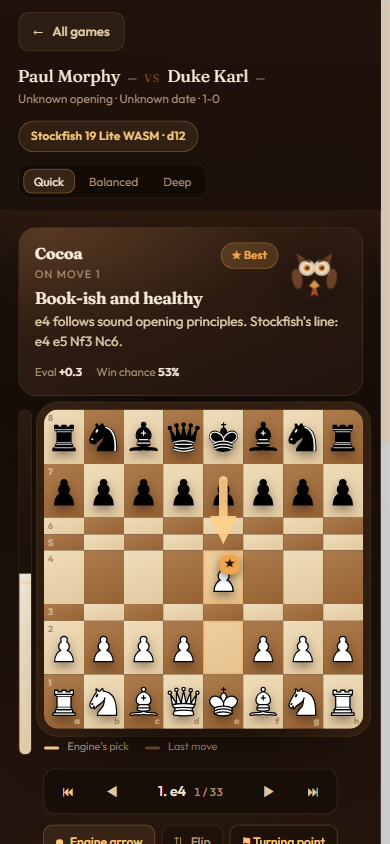 ← All games
Paul Morphy – VS Duke Karl –
Unknown opening · Unknown date · 1-0
Stockfish 19 Lite WASM · d12
Quick Balanced Deep
Cocoa
★ Best
ON MOVE 1
Book-ish and healthy
e4 follows sound opening principles. Stockfish's line:
e4 e5 Nf3 Nc6.
Eval +0.3 Win chance 53%
8
7
6
5
4
3
2
1
a b c d e f g h
Engine's pick Last move
1. e4 1 / 33
Engine arrow Flip Turning point